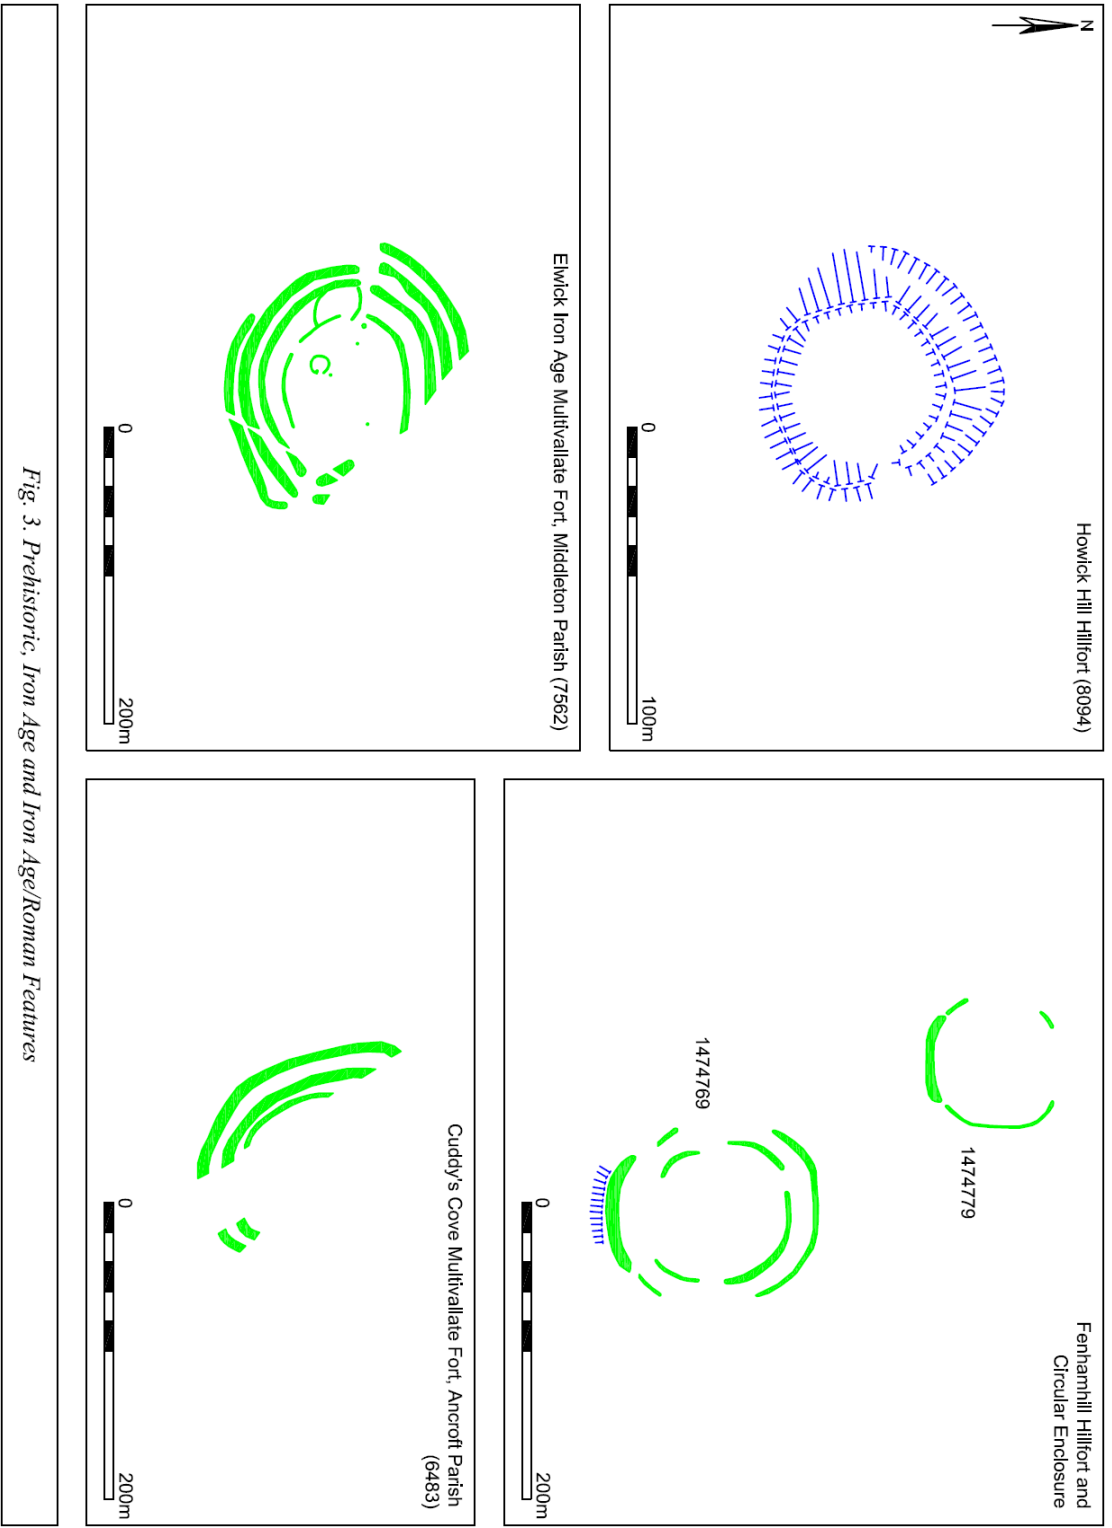 N
Howick Hill Hillfort (8094)
0
100m
Fenhamhill Hillfort and
Circular Enclosure
1474779
1474769
0
200m
Elwick Iron Age Multivallate Fort, Middleton Parish (7562)
0
200m
Cuddy's Cove Multivallate Fort, Ancroft Parish
(6483)
0
200m
Fig. 3. Prehistoric, Iron Age and Iron Age/Roman Features